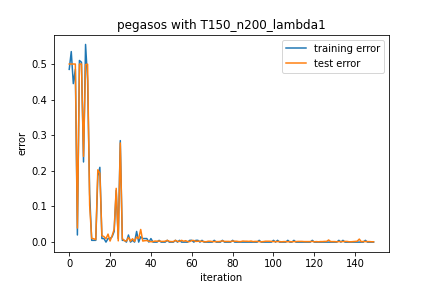 pegasos with T150_n200_lambda1
training error
test error
0.5
0.4
0.3
0.2
0.1
0.0
error
0 20 40 60 80 100 120 140
iteration